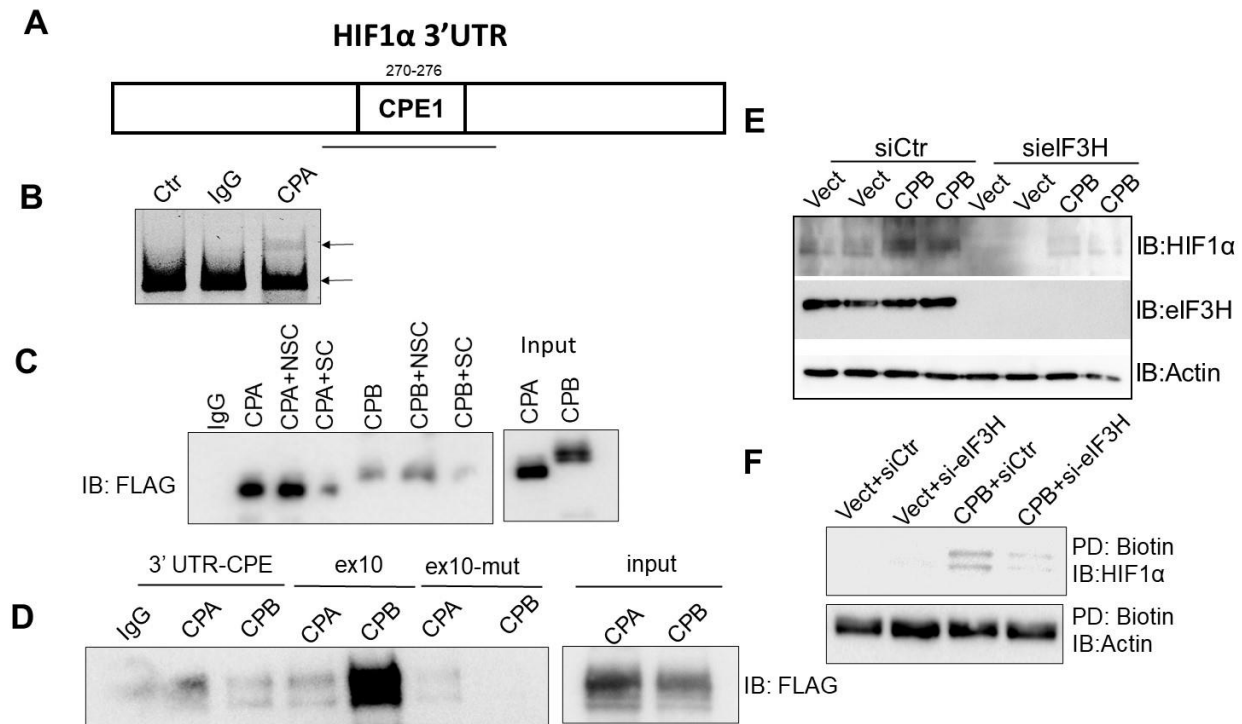 A
HIF1α 3’UTR
270-276
CPE1
B
Ctr
IgG
CPA
C
IgG
CPA
CPA+NSC
CPA+SC
CPB
CPB+NSC
CPB+SC
Input
CPA
CPB
IB: FLAG
D
3’ UTR-CPE
ex10
ex10-mut
input
IgG
CPA
CPB
CPA
CPB
CPA
CPB
CPA
CPB
IB: FLAG
E
siCtr
sieIF3H
Vect
Vect
CPB
CPB
Vect
Vect
CPB
CPB
IB:HIF1α
IB:eIF3H
IB:Actin
F
Vect+siCtr
Vect+si-eIF3H
CPB+siCtr
CPB+si-eIF3H
PD: Biotin
IB:HIF1α
PD: Biotin
IB:Actin